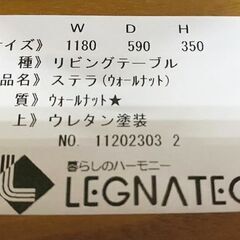 W D H
イズ》 1180 590 350
種》リビングテーブル
品名》ステラ(ウォールナット)
質》ウォールナット★
上》ウレタン塗装
NO. 11202303 2
暮らしのハーモニー
LEGNATEC